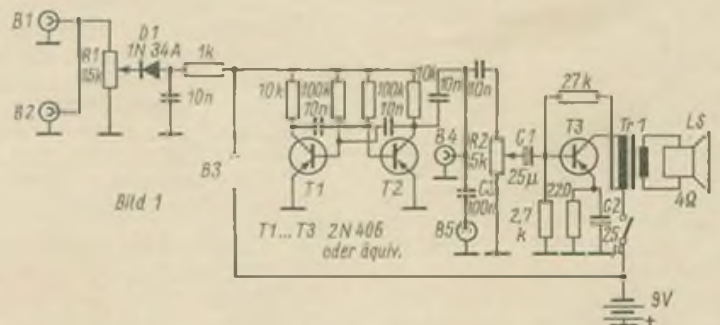 B1
D1
1N 34A
1k
R1
15k
B2
10n
10k
100k
10n
100k
10n
10k
10n
10n
27k
T1
T2
B4
R2
5k
C1
25µ
T3
Tr 1
LS
4Ω
B3
Bild 1
C3
100n
B5
2,7
k
220
C2
25
T1...T3 2N 406
oder äquiv.
9V
+